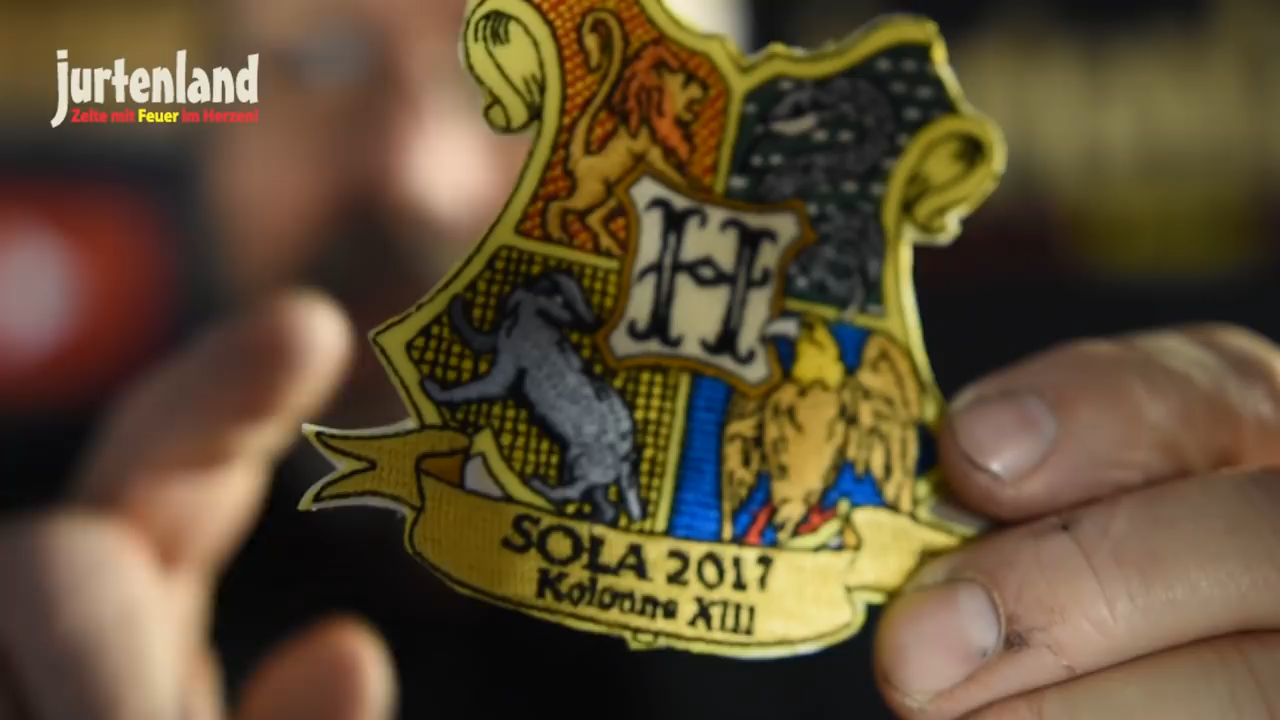 jurtenland
Zelte mit Feuer im Herzen!
H
SOLA 2017
Kolonne XIII